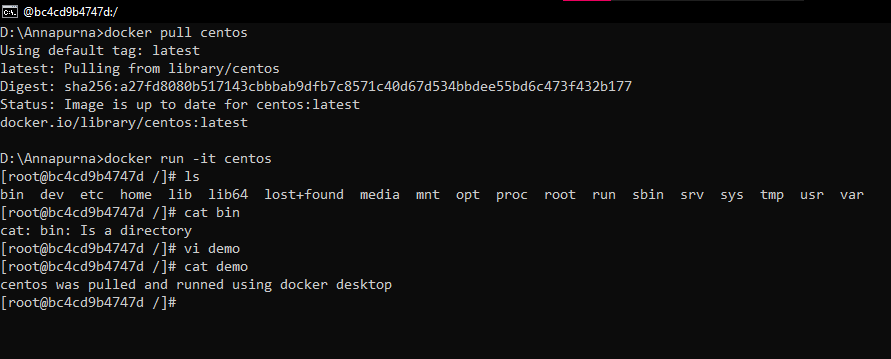 @bc4cd9b4747d:/
D:\Annapurna>docker pull centos
Using default tag: latest
latest: Pulling from library/centos
Digest: sha256:a27fd8080b517143cbbbab9dfb7c8571c40d67d534bbdee55bd6c473f432b177
Status: Image is up to date for centos:latest
docker.io/library/centos:latest
D:\Annapurna>docker run -it centos
[root@bc4cd9b4747d /]# ls
bin  dev  etc  home  lib  lib64  lost+found  media  mnt  opt  proc  root  run  sbin  srv  sys  tmp  usr  var
[root@bc4cd9b4747d /]# cat bin
cat: bin: Is a directory
[root@bc4cd9b4747d /]# vi demo
[root@bc4cd9b4747d /]# cat demo
centos was pulled and runned using docker desktop
[root@bc4cd9b4747d /]#